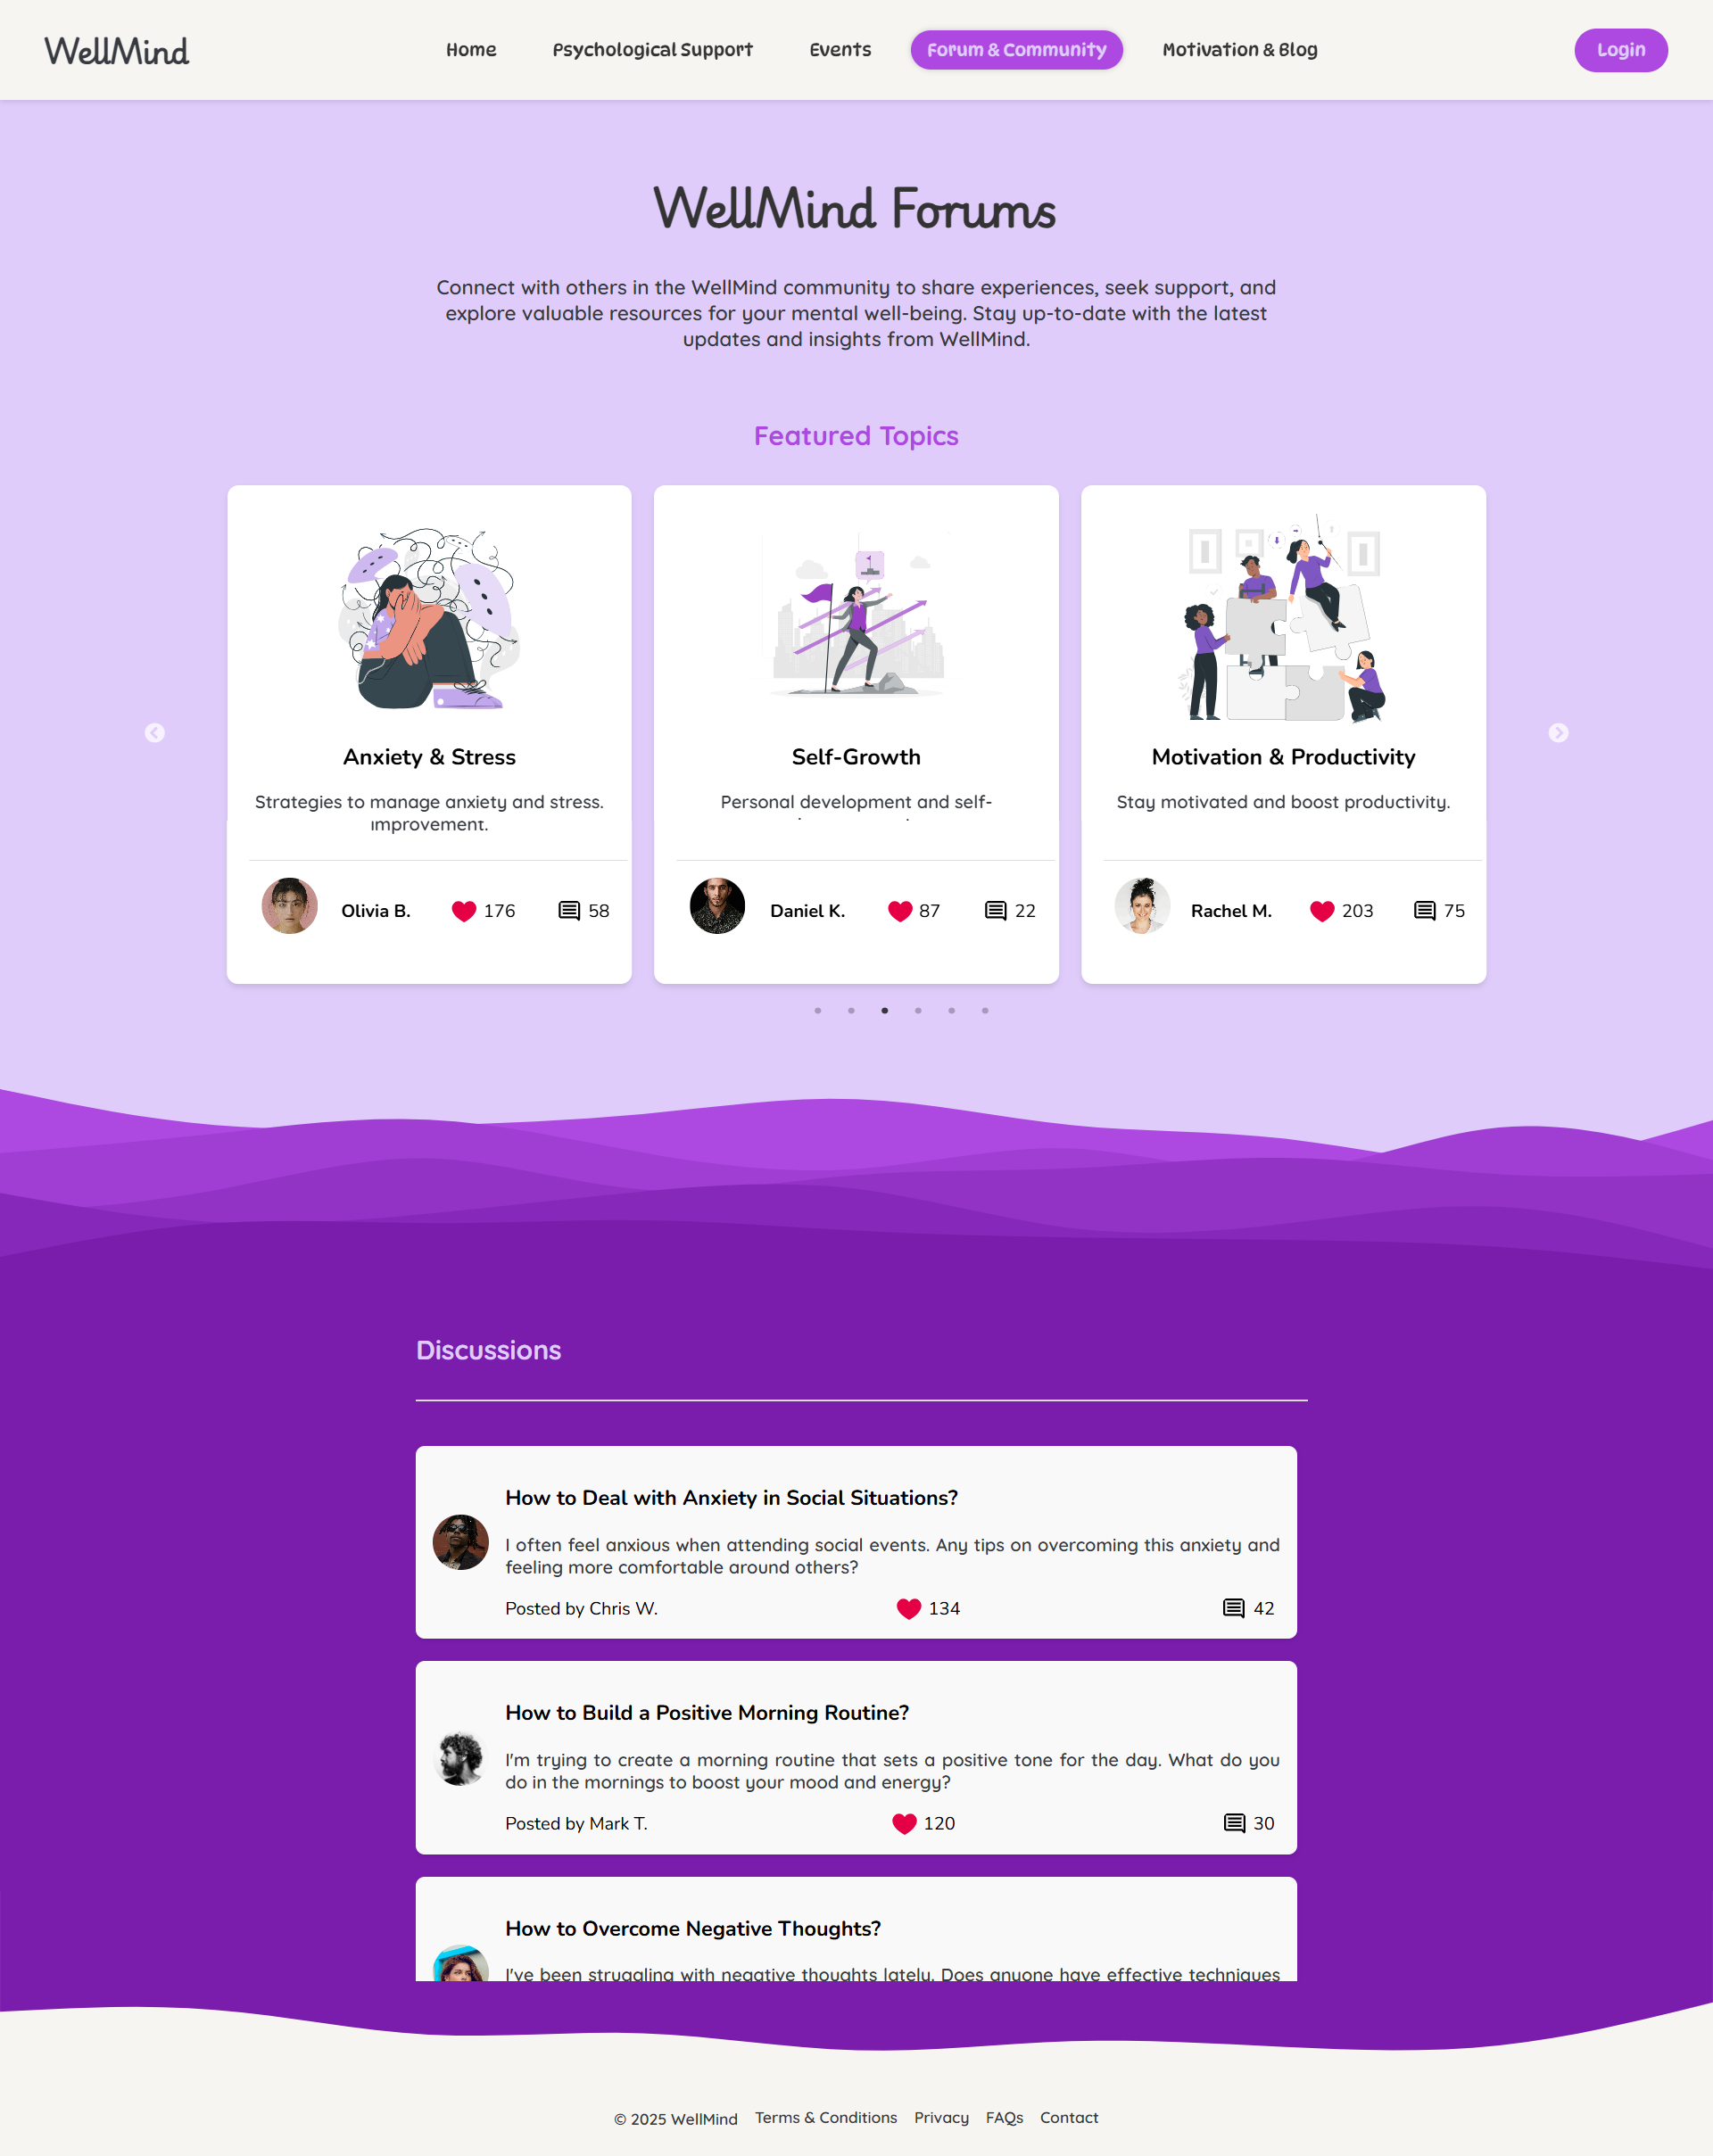 WellMind
Home
Psychological Support
Events
Forum & Community
Motivation & Blog
Login
WellMind Forums
Connect with others in the WellMind community to share experiences, seek support, and
explore valuable resources for your mental well-being. Stay up-to-date with the latest
updates and insights from WellMind.
Featured Topics
Anxiety & Stress
Strategies to manage anxiety and stress.
improvement.
Olivia B.
176
58
Self-Growth
Personal development and self-
Daniel K.
87
22
Motivation & Productivity
Stay motivated and boost productivity.
Rachel M.
203
75
Discussions
How to Deal with Anxiety in Social Situations?
I often feel anxious when attending social events. Any tips on overcoming this anxiety and
feeling more comfortable around others?
Posted by Chris W.
134
42
How to Build a Positive Morning Routine?
I'm trying to create a morning routine that sets a positive tone for the day. What do you
do in the mornings to boost your mood and energy?
Posted by Mark T.
120
30
How to Overcome Negative Thoughts?
I've been struggling with negative thoughts lately. Does anyone have effective techniques
© 2025 WellMind
Terms & Conditions
Privacy
FAQs
Contact